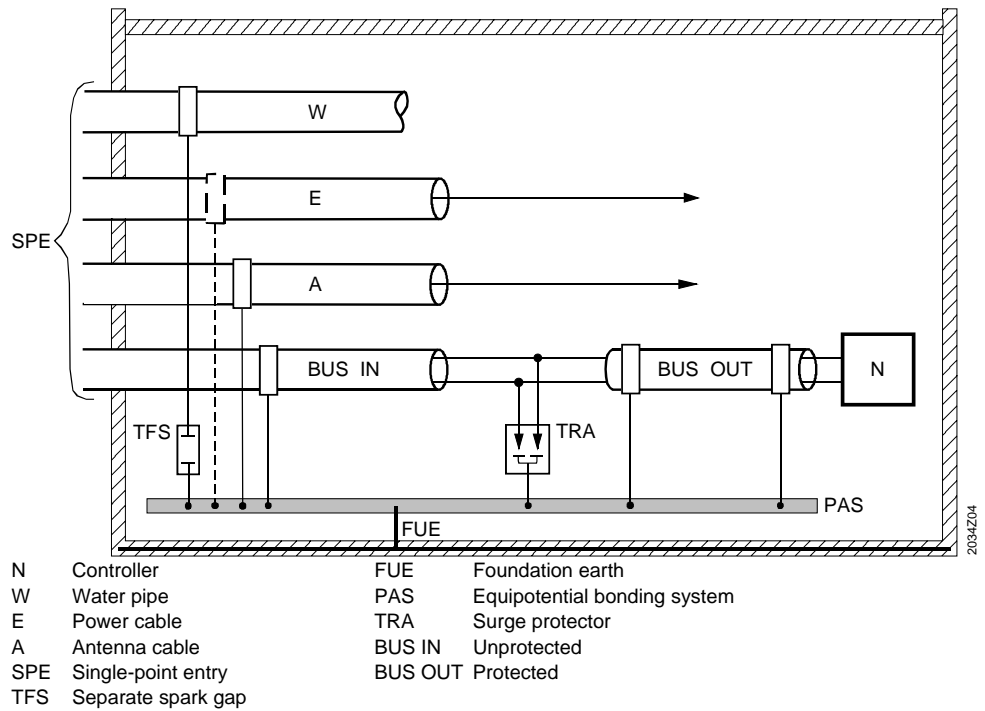 W
E
SPE
A
BUS IN
BUS OUT
N
TFS
TRA
PAS
FUE
2034Z04
N Controller
W Water pipe
E Power cable
A Antenna cable
SPE Single-point entry
TFS Separate spark gap
FUE Foundation earth
PAS Equipotential bonding system
TRA Surge protector
BUS IN Unprotected
BUS OUT Protected